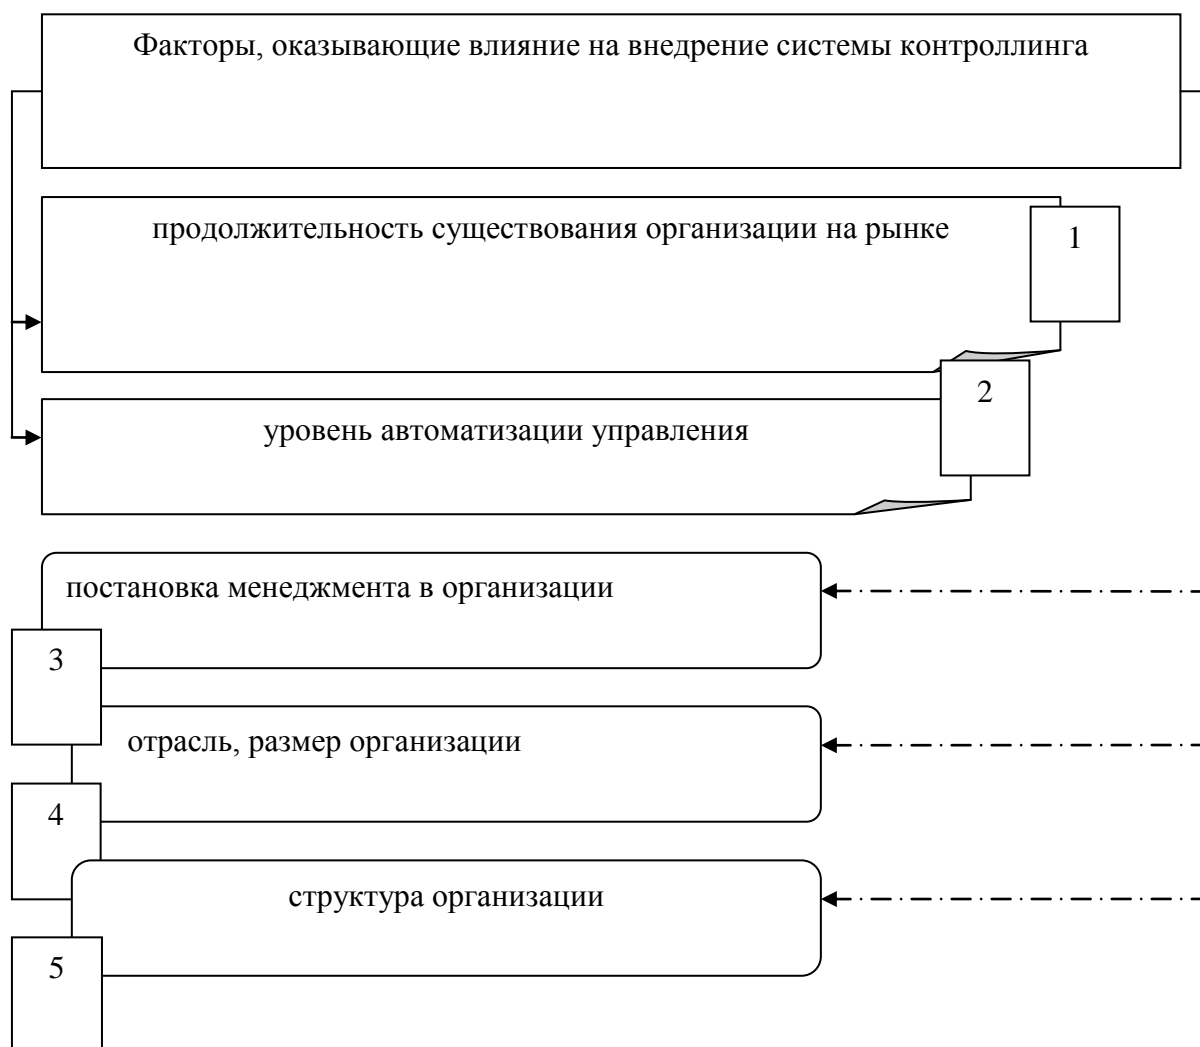 Факторы, оказывающие влияние на внедрение системы контроллинга
продолжительность существования организации на рынке
1
2
уровень автоматизации управления
постановка менеджмента в организации
3
отрасль, размер организации
4
структура организации
5